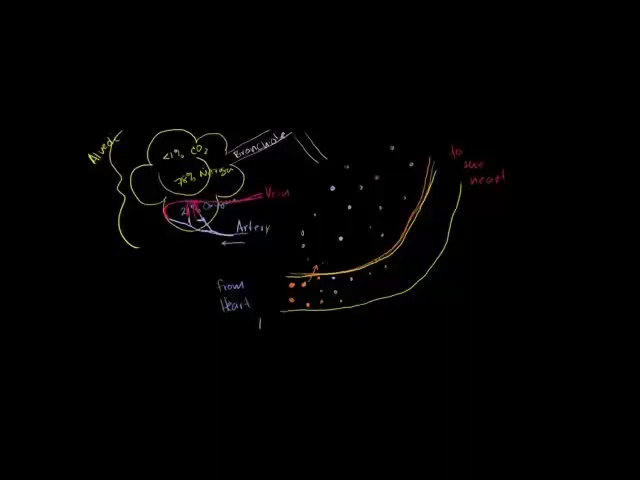 Alveoli
<1% CO2
78% Nitrogen
21% Oxygen
Bronchiole
Vein
Artery
to
the
heart
from
Heart